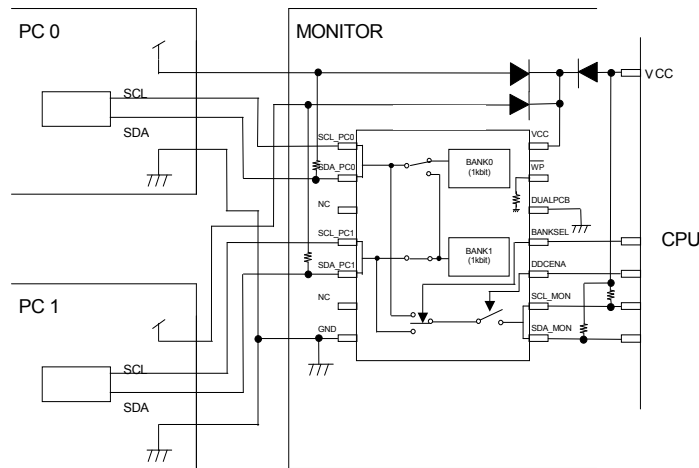 PC 0
MONITOR
VCC
SCL
SDA
SCL_PC0
VCC
SDA_PC0
BANK0
(1kbit)
WP
NC
DUALPCB
SCL_PC1
BANKSEL
CPU
BANK1
(1kbit)
SDA_PC1
DDCENA
PC 1
NC
SCL_MON
GND
SDA_MON
SCL
SDA